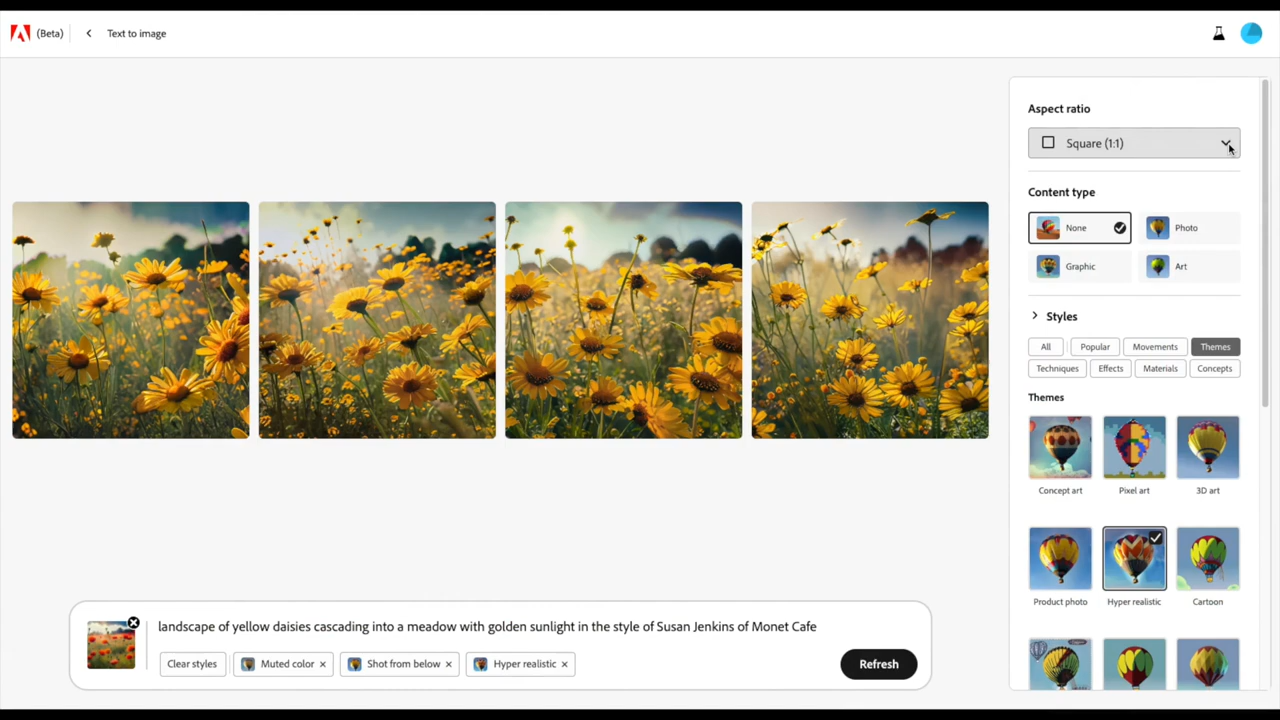 (Beta)
Text to image
Aspect ratio
Square (1:1)
Content type
None
Photo
Graphic
Art
Styles
All
Popular
Movements
Themes
Techniques
Effects
Materials
Concepts
Themes
Concept art
Pixel art
3D art
Product photo
Hyper realistic
Cartoon
landscape of yellow daisies cascading into a meadow with golden sunlight in the style of Susan Jenkins of Monet Cafe
Clear styles
Muted color
Shot from below
Hyper realistic
Refresh